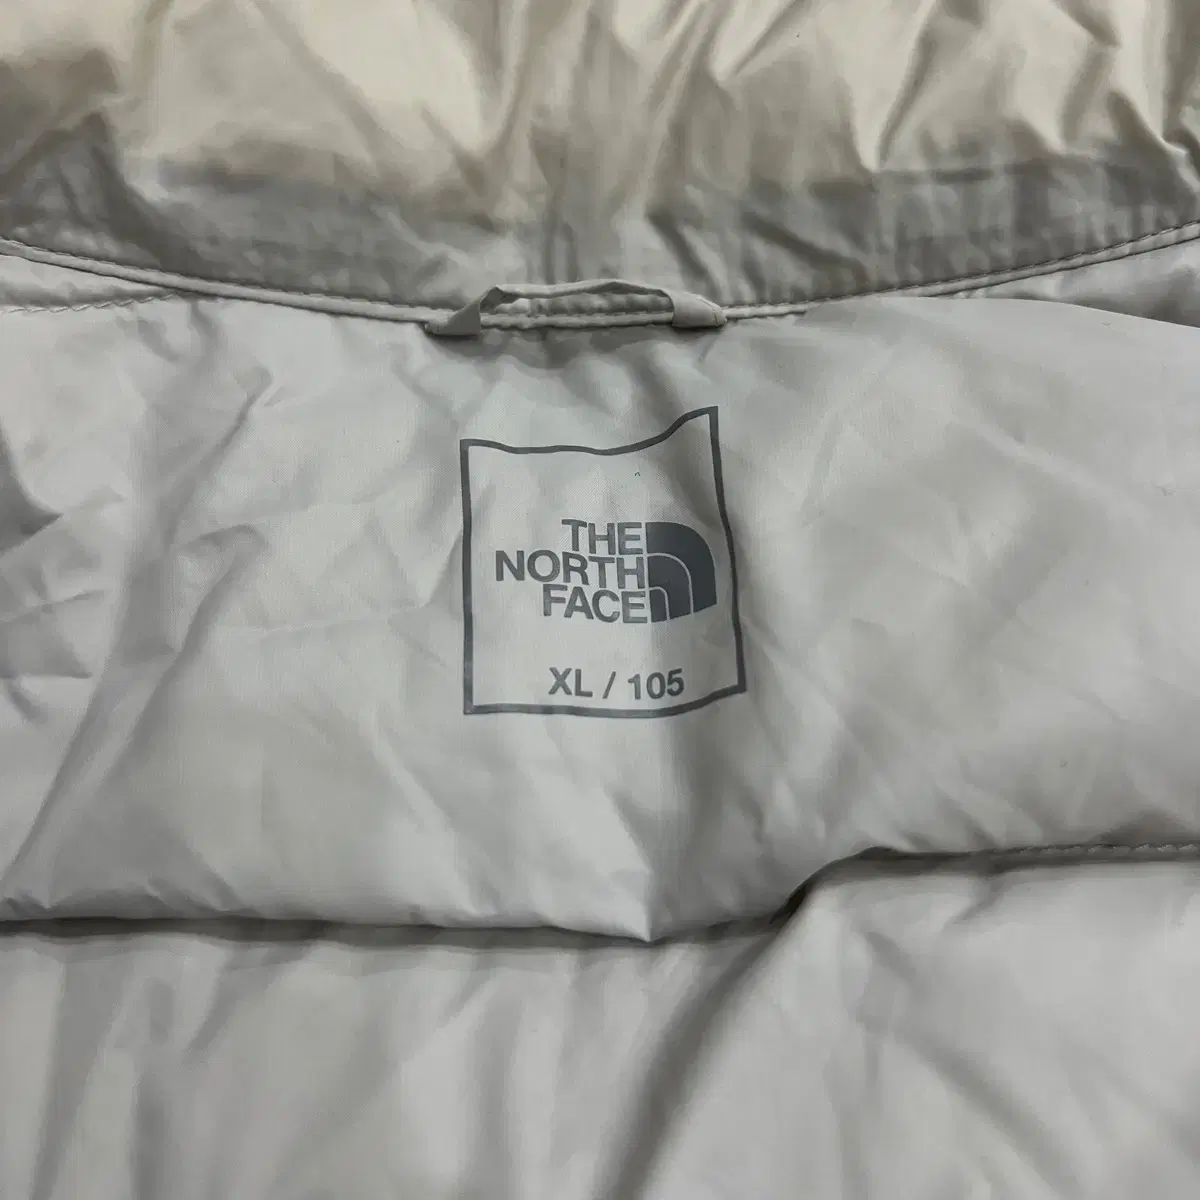 THE
NORTH
FACE
XL / 105